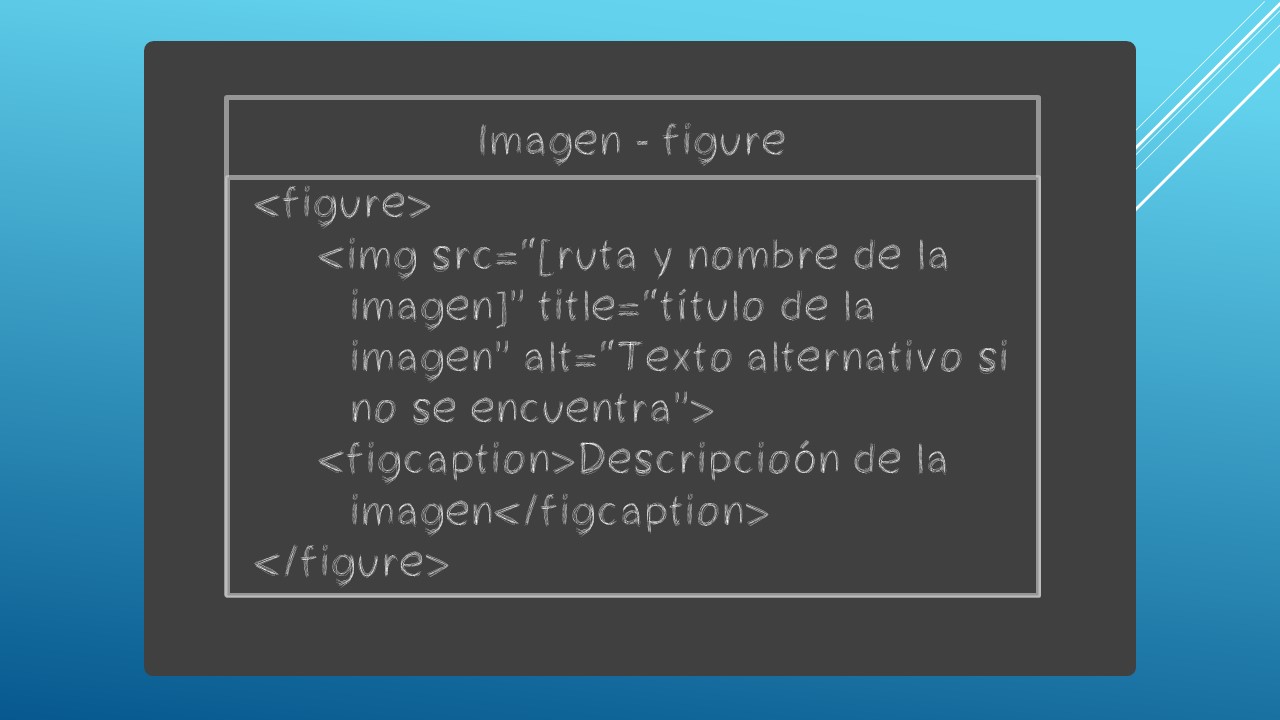 Imagen - figure
<figure>
<img src=“[ruta y nombre de la
imagen]” title=“título de la
imagen” alt=“Texto alternativo si
no se encuentra”>
<figcaption>Descripcioón de la
imagen</figcaption>
</figure>